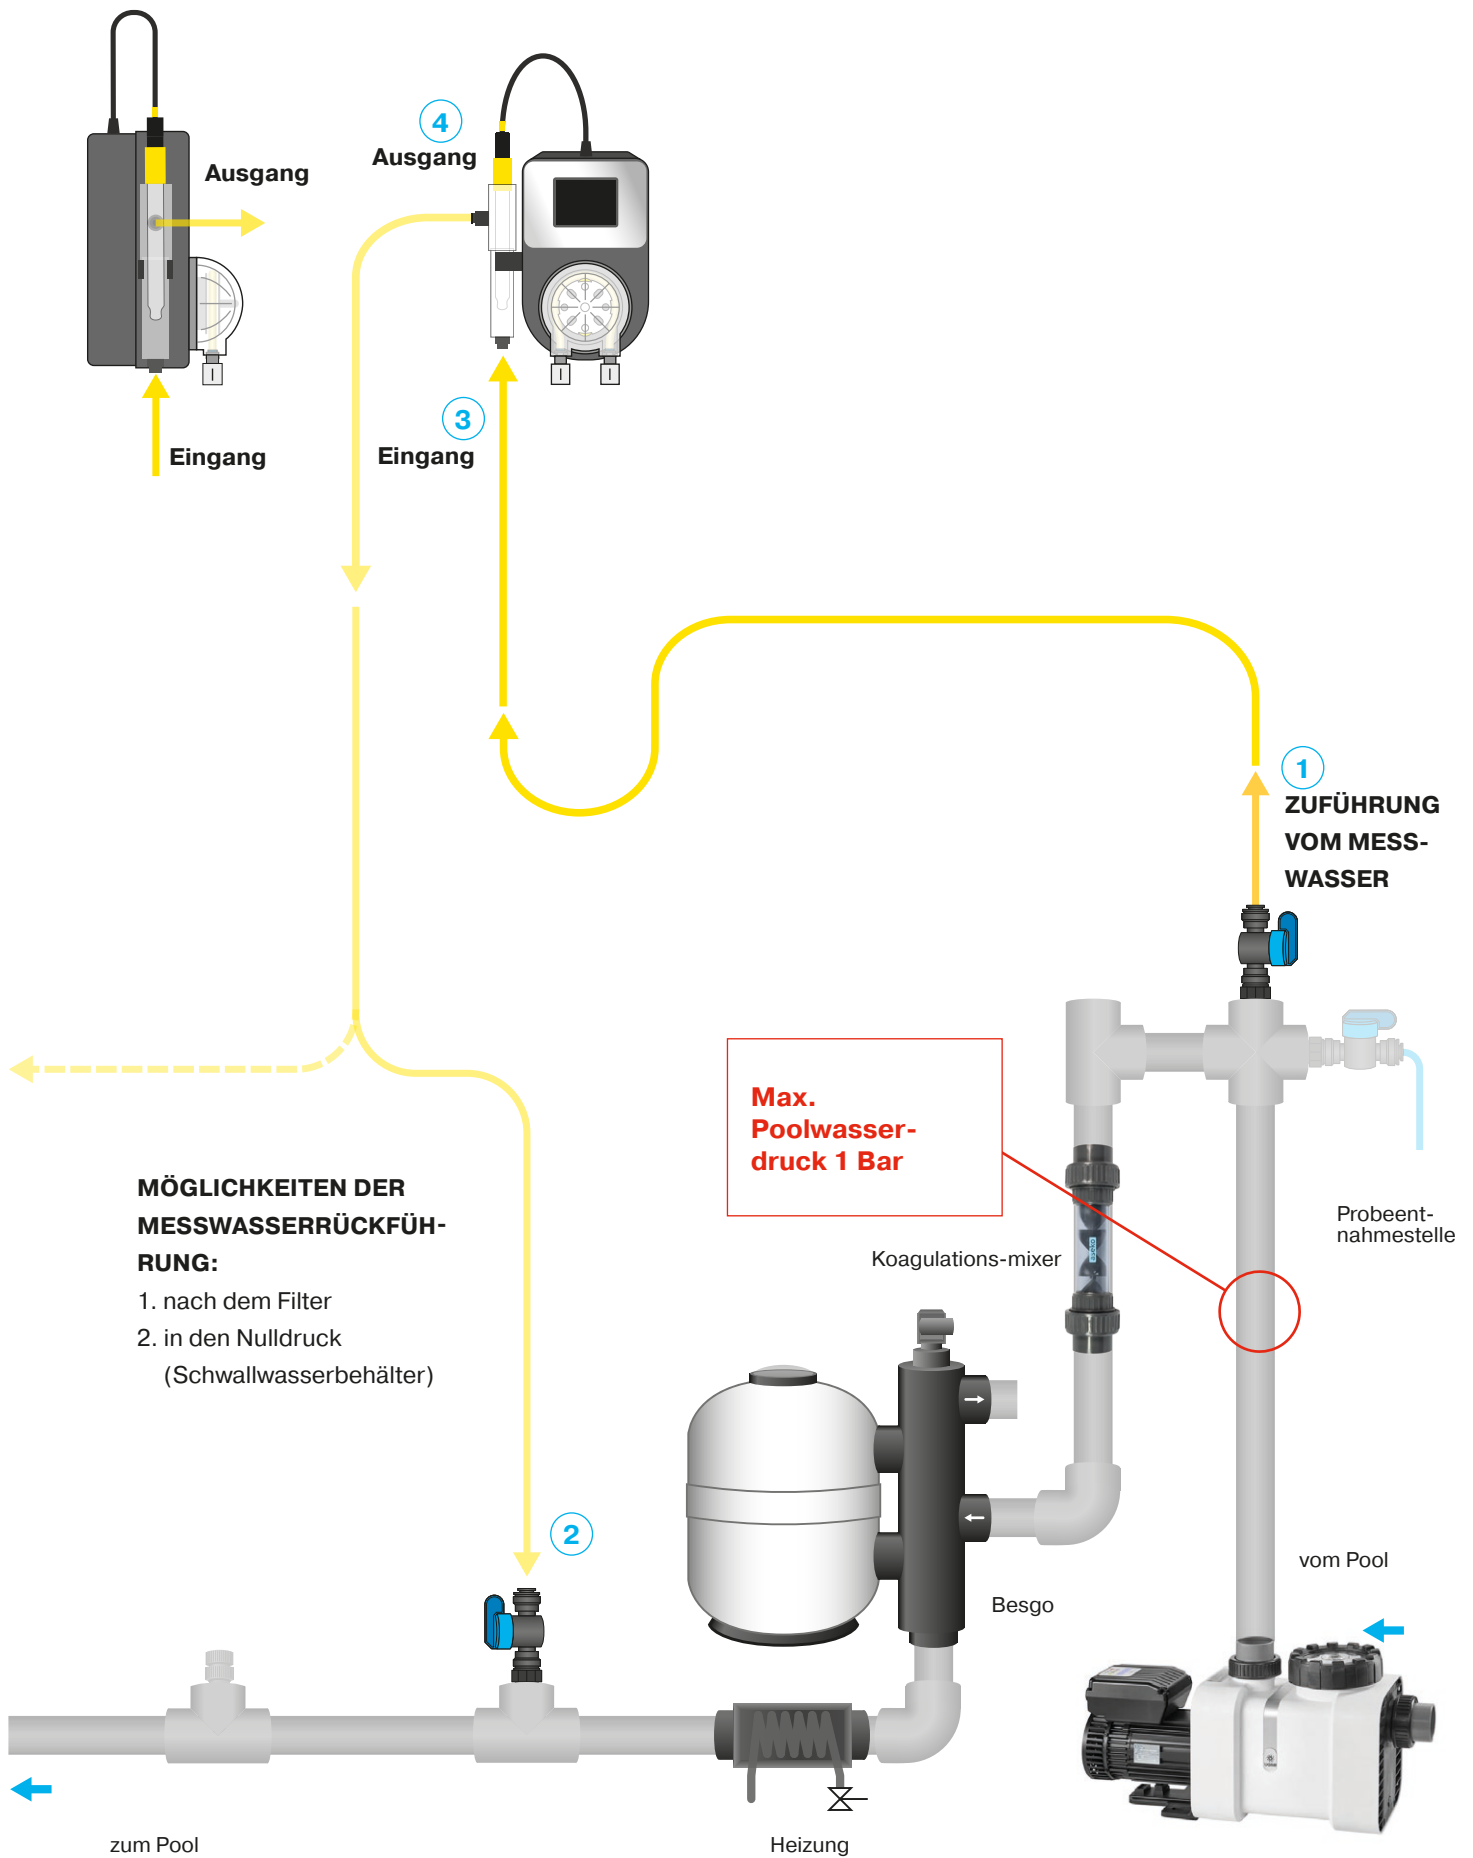 4
Ausgang
Ausgang
3
Eingang
Eingang
1
ZUFÜHRUNG
VOM MESS-
WASSER
Max.
Poolwasser-
druck 1 Bar
MÖGLICHKEITEN DER
MESSWASSERRÜCKFÜH-
RUNG:
1. nach dem Filter
2. in den Nulldruck
(Schwallwasserbehälter)
Probeent-
nahmestelle
Koagulations-mixer
2
vom Pool
Besgo
zum Pool
Heizung